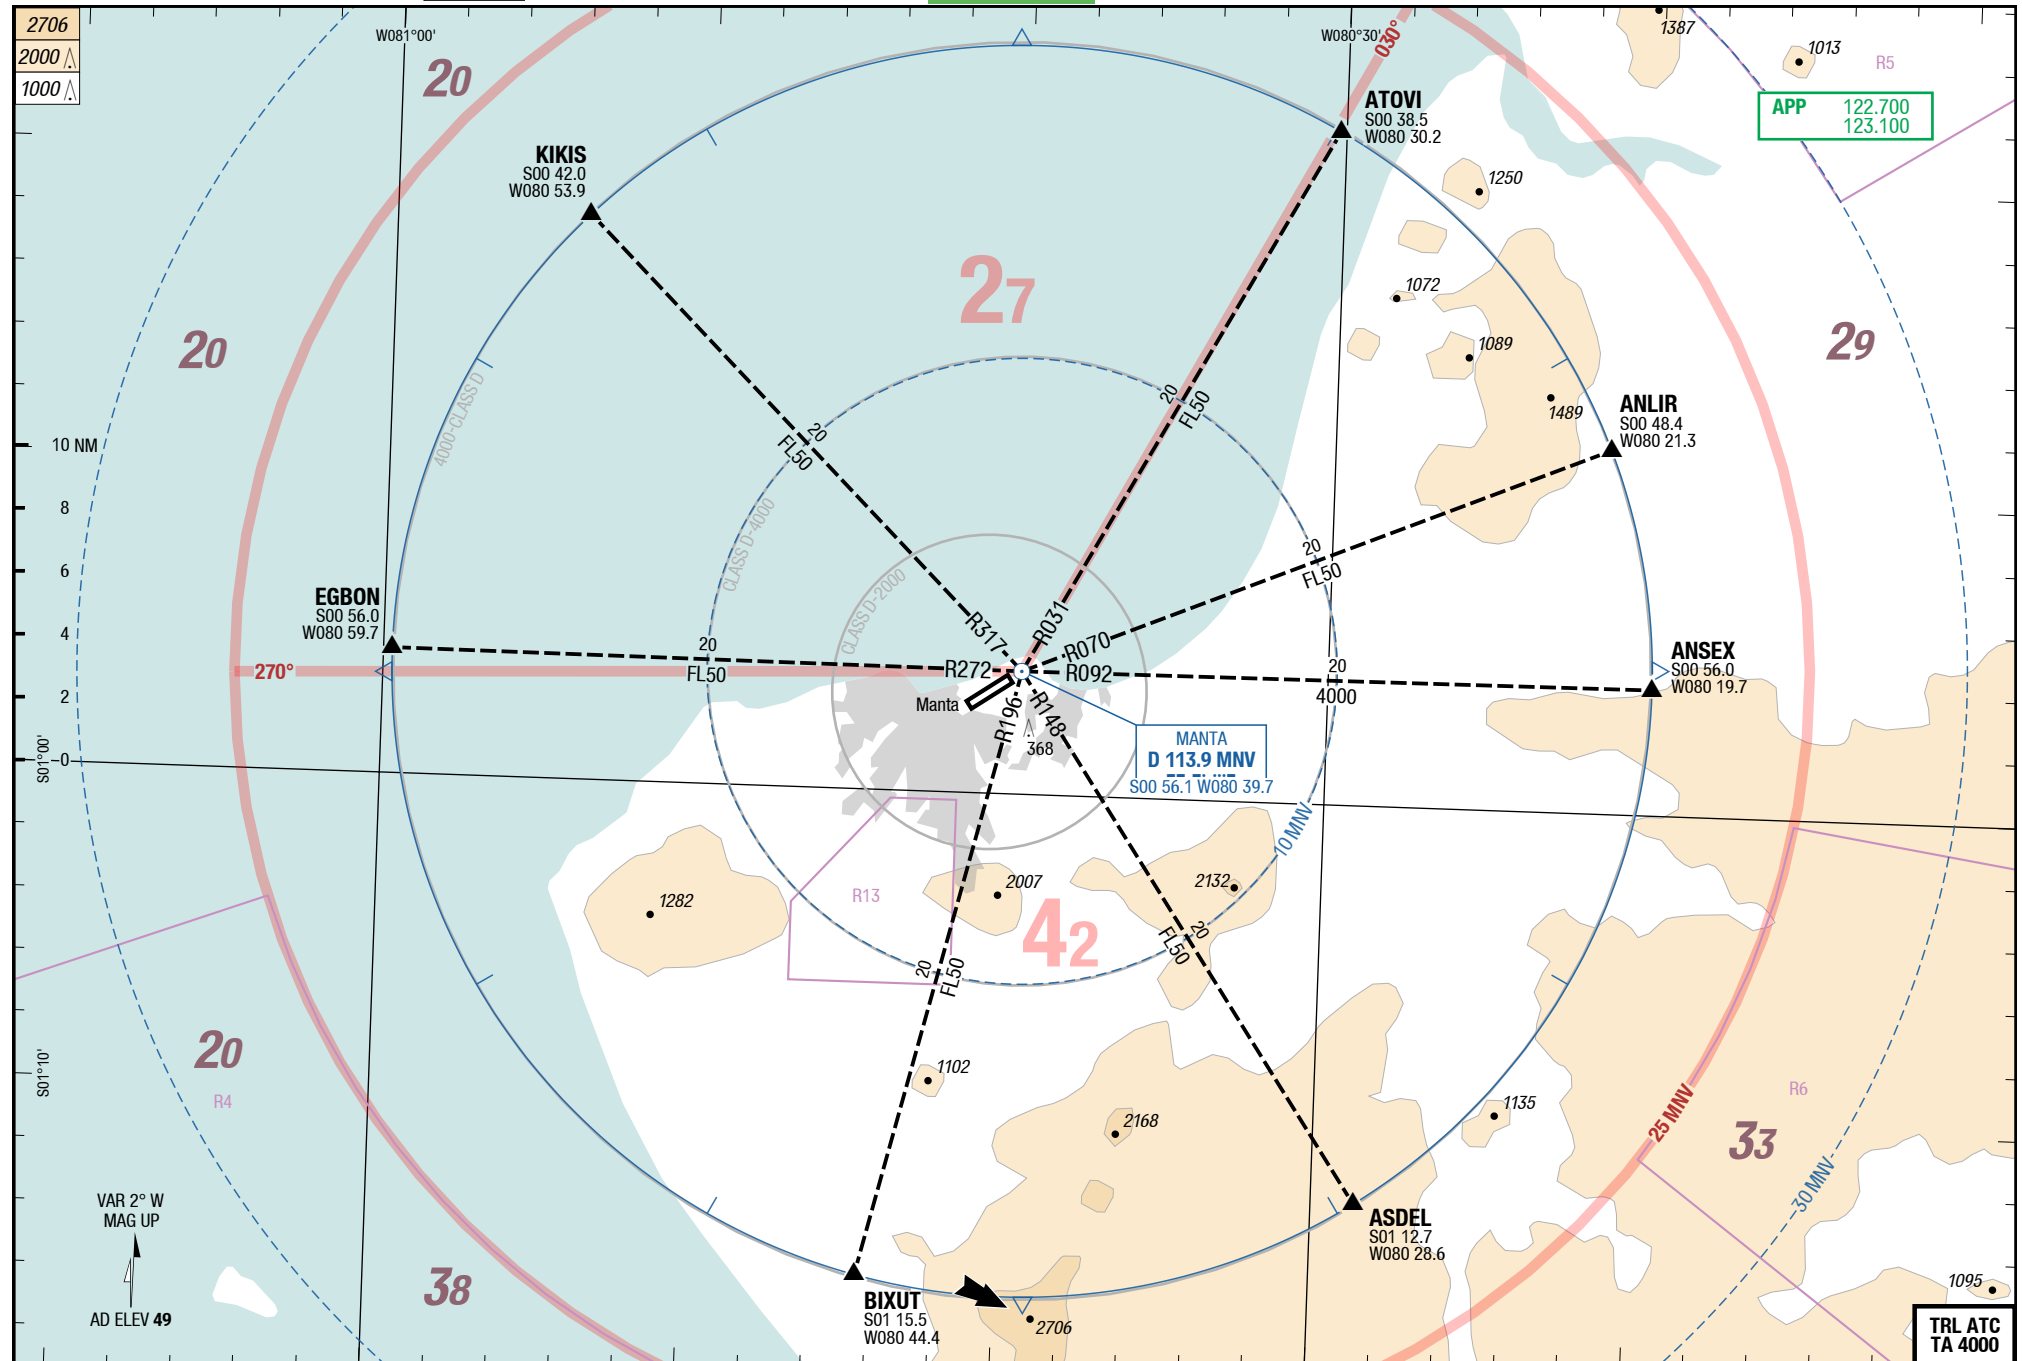 2706
2000
1000
W081°00'
W080°30'
030°
1387
1013
R5
APP 122.700
123.100
20
ATOVI
S00 38.5
W080 30.2
KIKIS
S00 42.0
W080 53.9
1250
27
1072
1089
1489
20
29
4000-CLASS D
CLASS D-4000
CLASS D-2000
20
FL50
20
FL50
ANLIR
S00 48.4
W080 21.3
10 NM
8
6
4
2
0
20
FL50
EGBON
S00 56.0
W080 59.7
R317
R031
R070
R272
R092
R196
R148
270°
20
FL50
20
4000
ANSEX
S00 56.0
W080 19.7
Manta
368
MANTA
D 113.9 MNV
S00 56.1 W080 39.7
S01°00'
10 MNV
1282
R13
2007
2132
42
20
FL50
20
FL50
20
R4
S01°10'
1102
2168
1135
R6
25 MNV
33
30 MNV
VAR 2° W
MAG UP
AD ELEV 49
38
ASDEL
S01 12.7
W080 28.6
BIXUT
S01 15.5
W080 44.4
2706
1095
TRL ATC
TA 4000